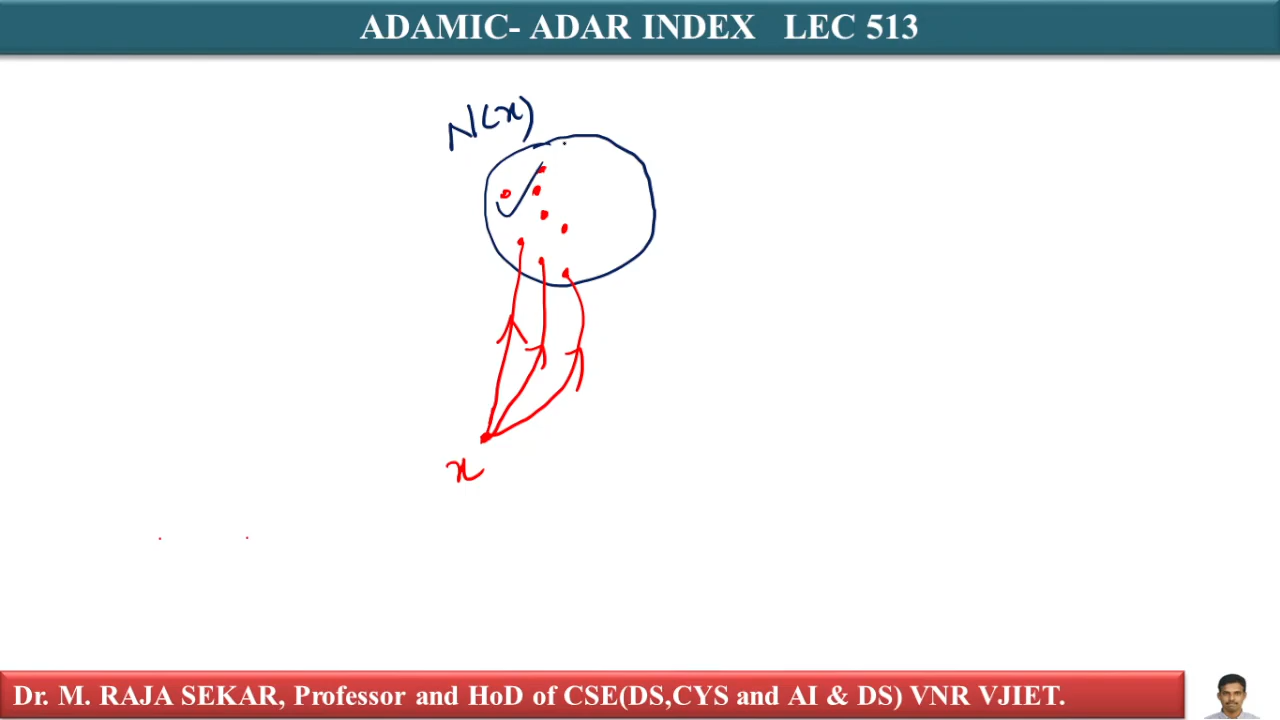 ADAMIC- ADAR INDEX LEC 513
N(x)
x
Dr. M. RAJA SEKAR, Professor and HoD of CSE(DS,CYS and AI & DS) VNR VJIET.